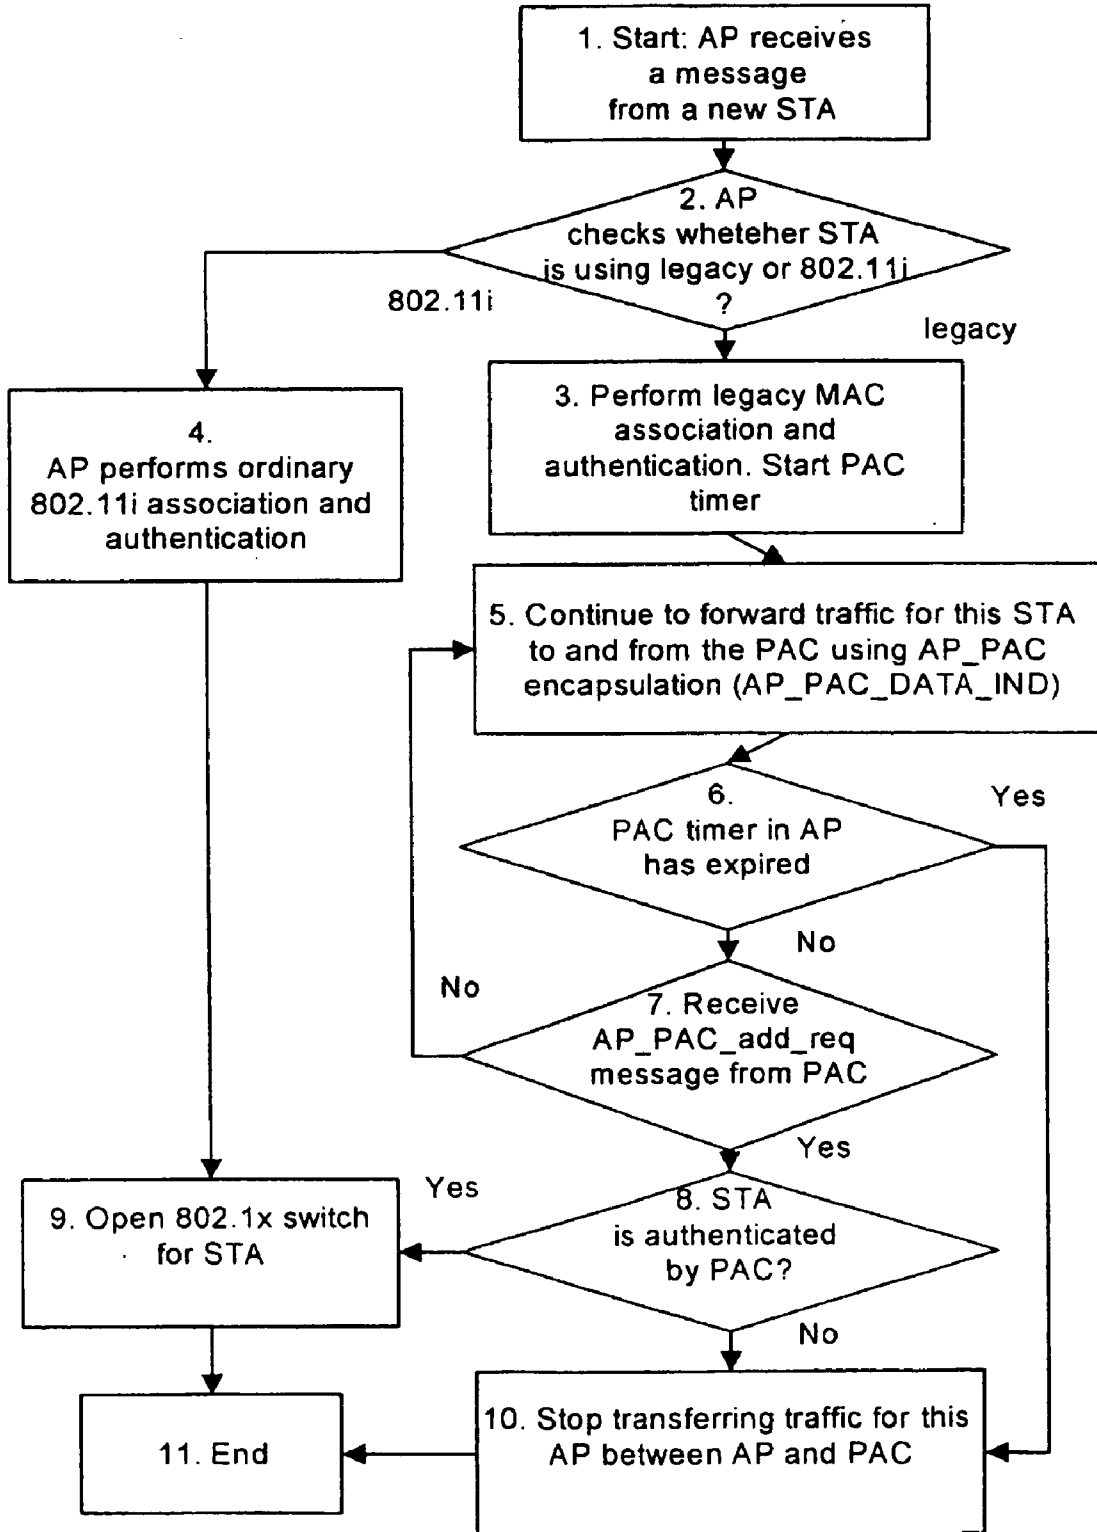 1. Start: AP receives
a message
from a new STA
2. AP
checks wheteher STA
is using legacy or 802.11i
?
802.11i
legacy
3. Perform legacy MAC
association and
authentication. Start PAC
timer
4.
AP performs ordinary
802.11i association and
authentication
5. Continue to forward traffic for this STA
to and from the PAC using AP_PAC
encapsulation (AP_PAC_DATA_IND)
6.
PAC timer in AP
has expired
Yes
No
No
7. Receive
AP_PAC_add_req
message from PAC
Yes
8. STA
is authenticated
by PAC?
Yes
No
9. Open 802.1x switch
for STA
10. Stop transferring traffic for this
AP between AP and PAC
11. End